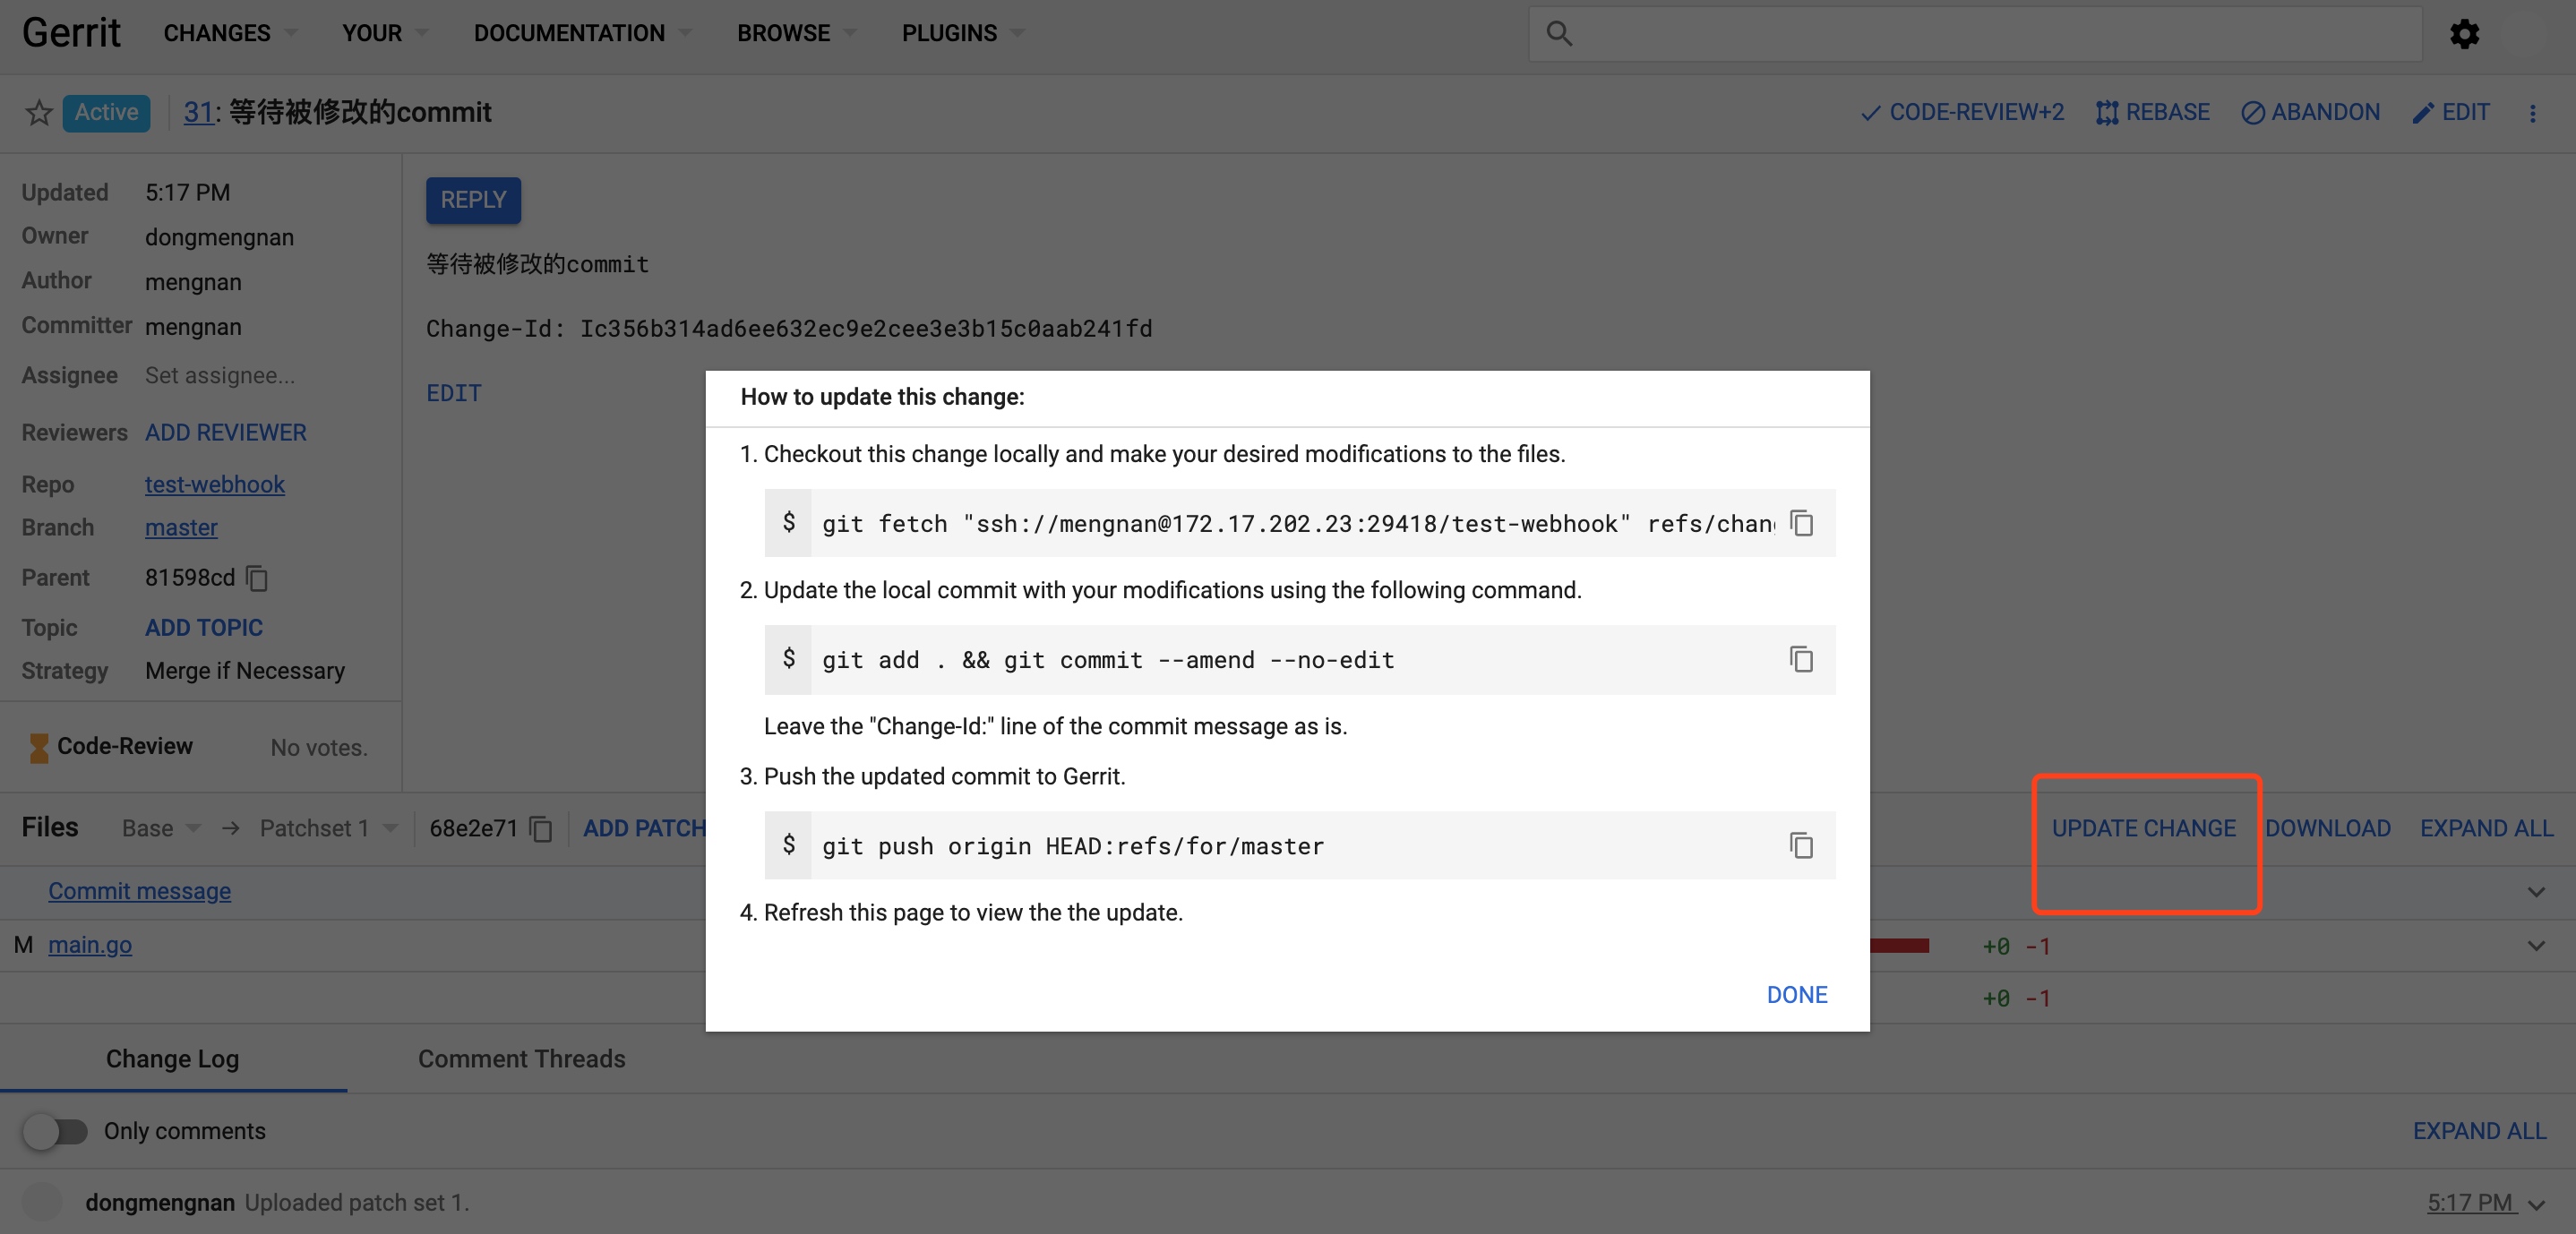 Gerrit CHANGES YOUR DOCUMENTATION BROWSE PLUGINS
Active 31: 等待被修改的commit CODE-REVIEW+2 REBASE ABANDON EDIT
Updated 5:17 PM
Owner dongmengnan
Author mengnan
Committer mengnan
Assignee Set assignee...
Reviewers ADD REVIEWER
Repo test-webhook
Branch master
Parent 81598cd
Topic ADD TOPIC
Strategy Merge if Necessary
Code-Review No votes.
REPLY
等待被修改的commit
Change-Id: Ic356b314ad6ee632ec9e2cee3e3b15c0aab241fd
EDIT
How to update this change:
1. Checkout this change locally and make your desired modifications to the files.
$ git fetch "ssh://mengnan@172.17.202.23:29418/test-webhook" refs/chan
2. Update the local commit with your modifications using the following command.
$ git add . && git commit --amend --no-edit
Leave the "Change-Id:" line of the commit message as is.
3. Push the updated commit to Gerrit.
$ git push origin HEAD:refs/for/master
4. Refresh this page to view the the update.
DONE
Files Base → Patchset 1 68e2e71 ADD PATCH UPDATE CHANGE DOWNLOAD EXPAND ALL
Commit message
M main.go +0 -1
+0 -1
Change Log Comment Threads
Only comments EXPAND ALL
dongmengnan Uploaded patch set 1. 5:17 PM